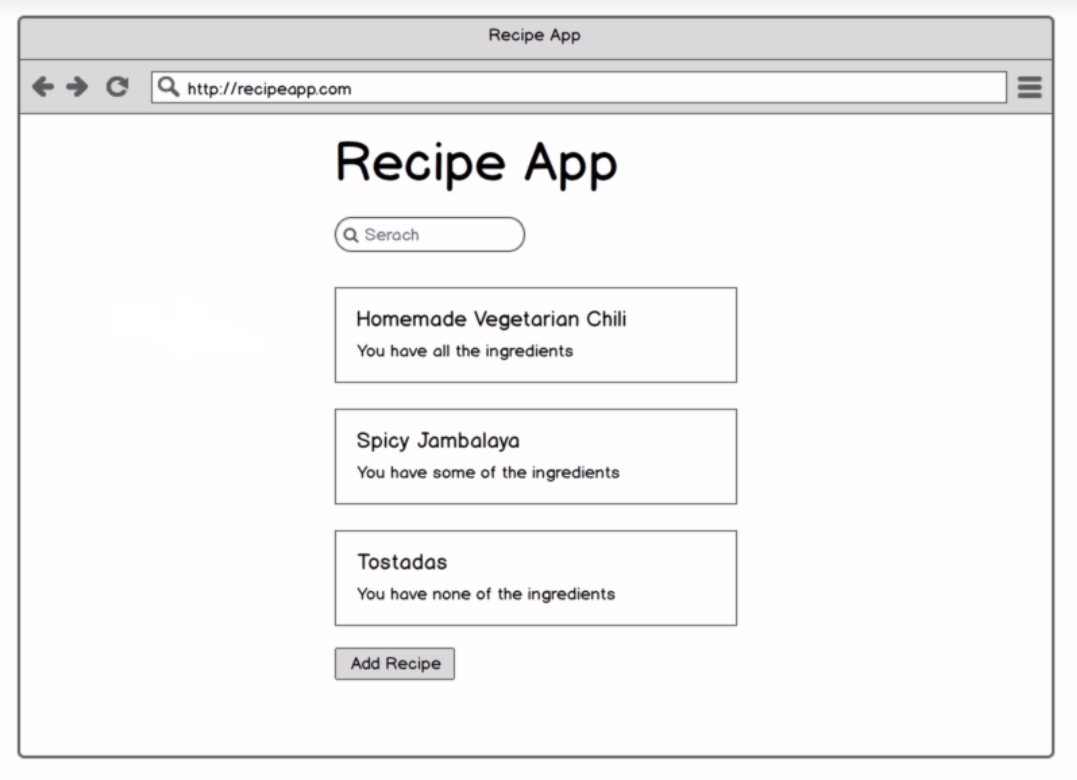 Recipe App
http://recipeapp.com
Recipe App
Serach
Homemade Vegetarian Chili
You have all the ingredients
Spicy Jambalaya
You have some of the ingredients
Tostadas
You have none of the ingredients
Add Recipe